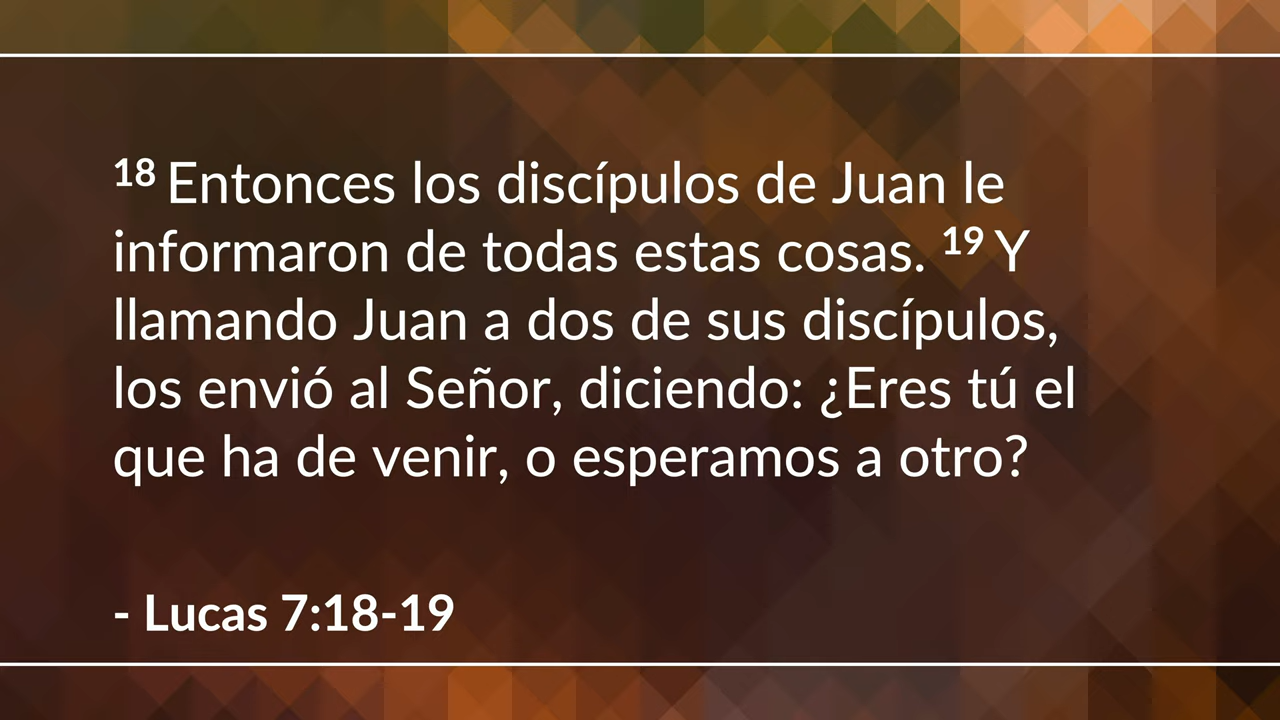 18 Entonces los discípulos de Juan le
informaron de todas estas cosas. 19 Y
llamando Juan a dos de sus discípulos,
los envió al Señor, diciendo: ¿Eres tú el
que ha de venir, o esperamos a otro?
- Lucas 7:18-19